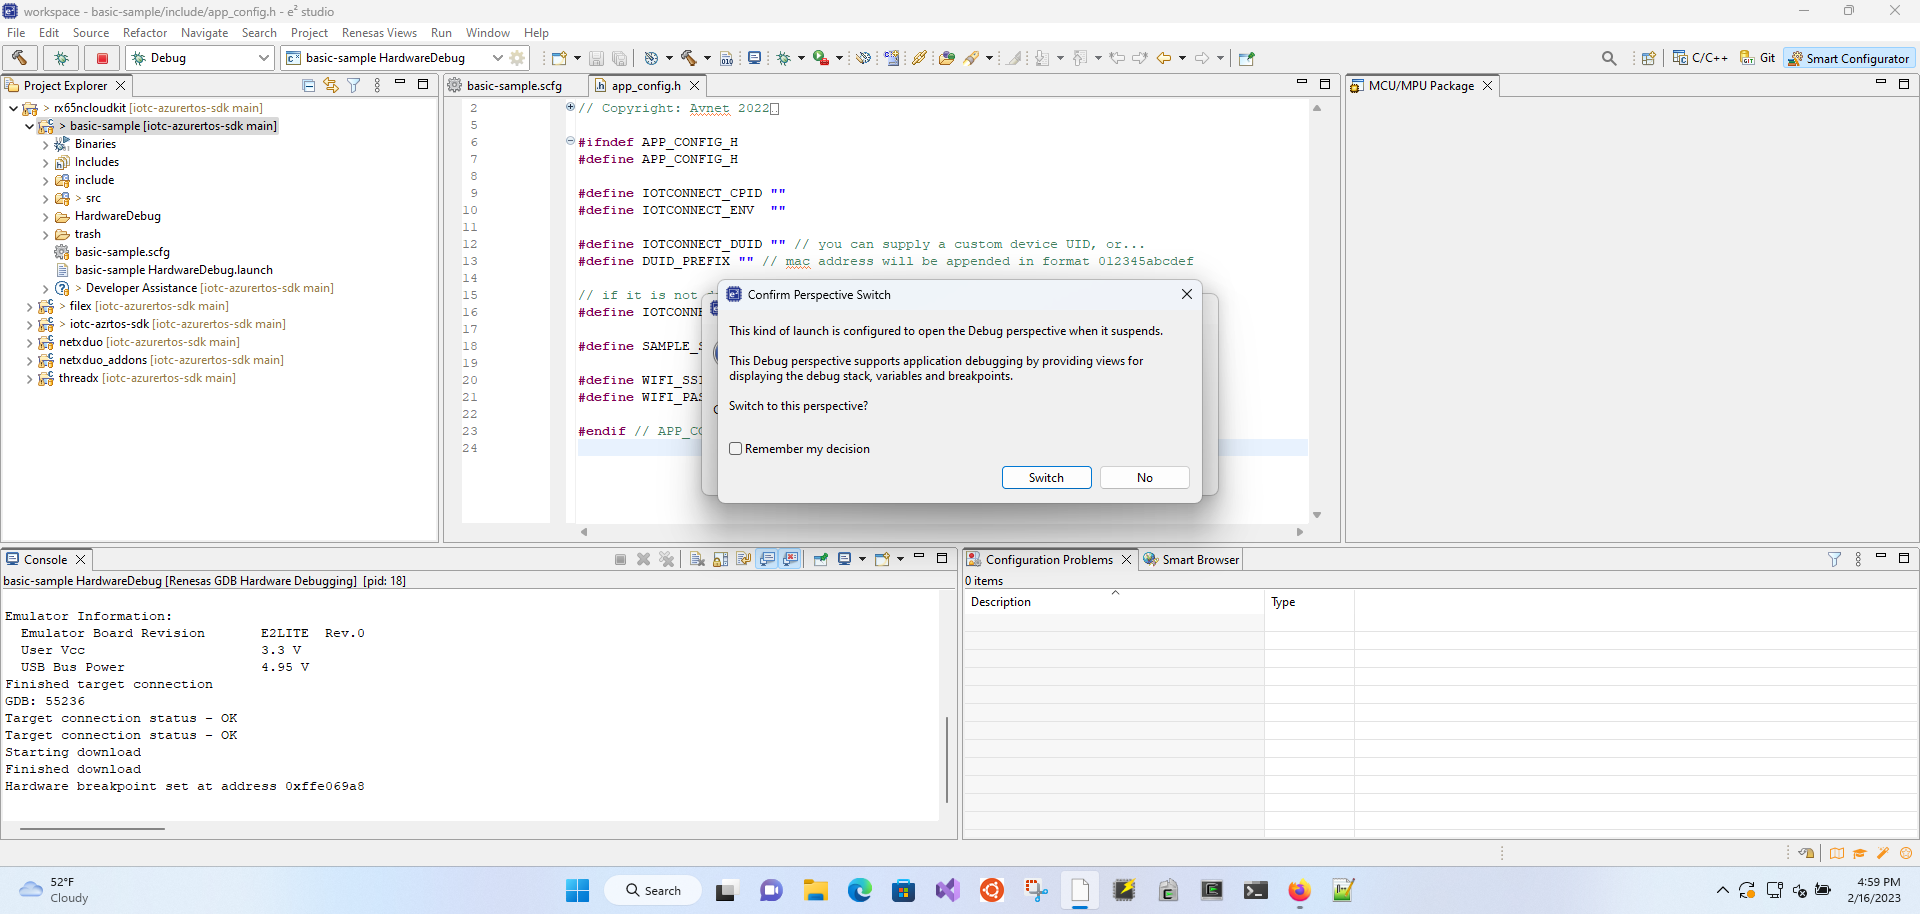 workspace - basic-sample/include/app_config.h - e² studio
File Edit Source Refactor Navigate Search Project Renesas Views Run Window Help
Debug
basic-sample HardwareDebug
C/C++
Git
Smart Configurator
Project Explorer
> rx65ncloudkit [iotc-azurertos-sdk main]
> basic-sample [iotc-azurertos-sdk main]
Binaries
Includes
include
> src
HardwareDebug
trash
basic-sample.scfg
basic-sample HardwareDebug.launch
> Developer Assistance [iotc-azurertos-sdk main]
> filex [iotc-azurertos-sdk main]
> iotc-azrtos-sdk [iotc-azurertos-sdk main]
netxduo [iotc-azurertos-sdk main]
netxduo_addons [iotc-azurertos-sdk main]
threadx [iotc-azurertos-sdk main]
basic-sample.scfg
app_config.h
2 // Copyright: Avnet 2022
5
6 #ifndef APP_CONFIG_H
7 #define APP_CONFIG_H
8
9 #define IOTCONNECT_CPID ""
10 #define IOTCONNECT_ENV ""
11
12 #define IOTCONNECT_DUID "" // you can supply a custom device UID, or...
13 #define DUID_PREFIX "" // mac address will be appended in format 012345abcdef
14
15 // if it is not
16 #define IOTCONNE
17
18 #define SAMPLE_S
19
20 #define WIFI_SSI
21 #define WIFI_PAS
22
23 #endif // APP_CO
24
MCU/MPU Package
Confirm Perspective Switch
This kind of launch is configured to open the Debug perspective when it suspends.
This Debug perspective supports application debugging by providing views for
displaying the debug stack, variables and breakpoints.
Switch to this perspective?
Remember my decision
Switch
No
Console
basic-sample HardwareDebug [Renesas GDB Hardware Debugging] [pid: 18]
Emulator Information:
Emulator Board Revision E2LITE Rev.0
User Vcc 3.3 V
USB Bus Power 4.95 V
Finished target connection
GDB: 55236
Target connection status - OK
Target connection status - OK
Starting download
Finished download
Hardware breakpoint set at address 0xffe069a8
Configuration Problems
Smart Browser
0 items
Description Type
52°F
Cloudy
Search
4:59 PM
2/16/2023